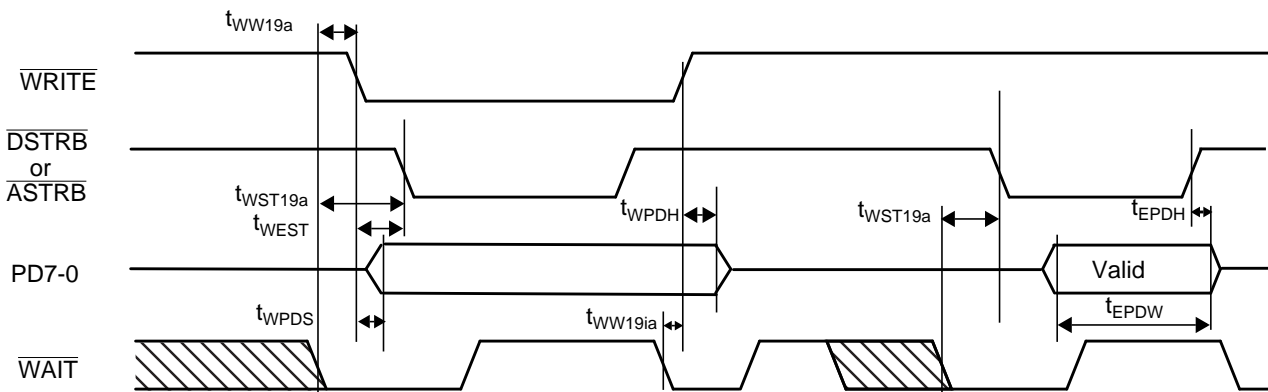 tWW19a
WRITE
DSTRB
or
ASTRB
tWST19a
tWEST
tWPDH
tWST19a
tEPDH
PD7-0
Valid
tWPDS
tWW19ia
tEPDW
WAIT